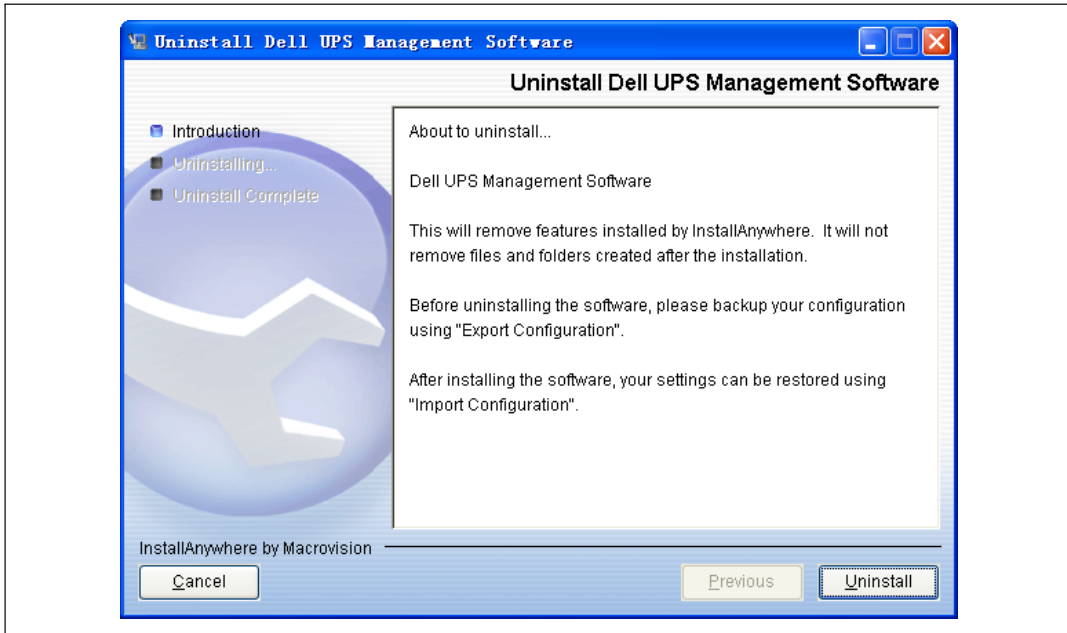 Uninstall Dell UPS Management Software
Uninstall Dell UPS Management Software
Introduction
Uninstalling...
Uninstall Complete
About to uninstall...
Dell UPS Management Software
This will remove features installed by InstallAnywhere.  It will not
remove files and folders created after the installation.
Before uninstalling the software, please backup your configuration
using "Export Configuration".
After installing the software, your settings can be restored using
"Import Configuration".
InstallAnywhere by Macrovision
Cancel
Previous
Uninstall